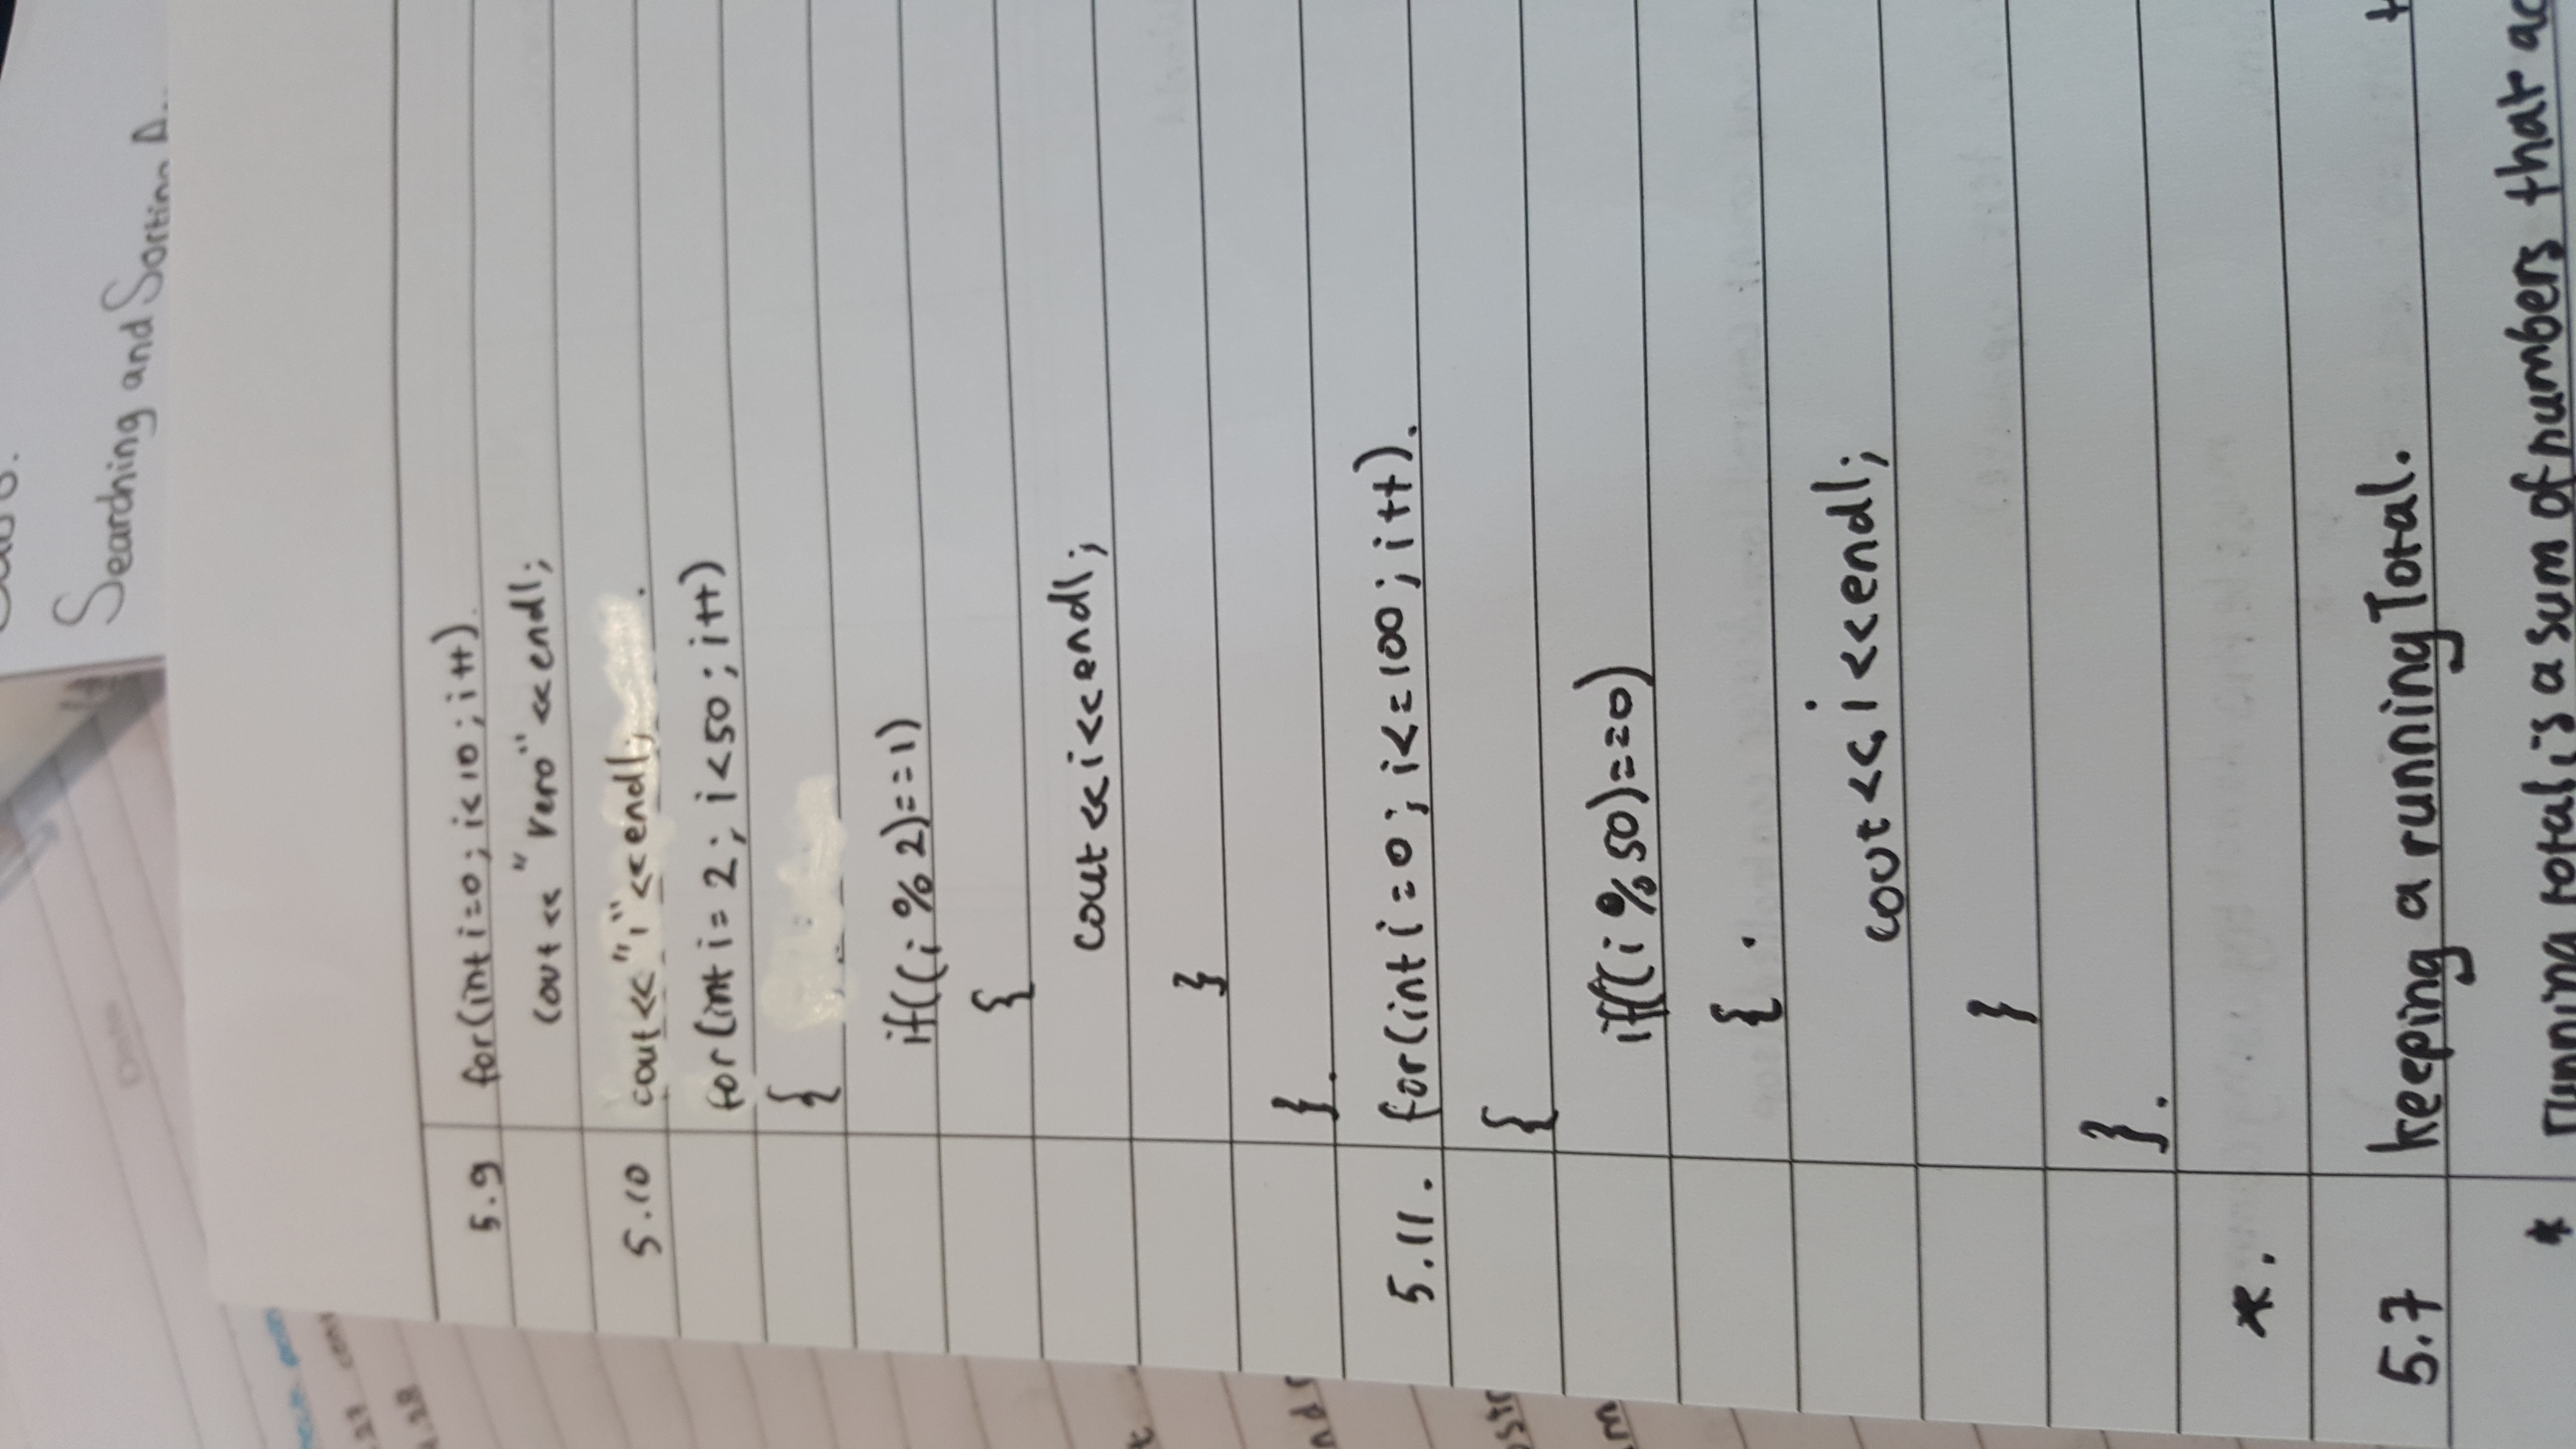 Searching and Sorting A..
Date
5.9 for(int i=0; i<10; i++).
cout << "Vero" << endl;
5.10 cout<<"1"<<endl;
for(int i= 2; i<50; i++)
{
if((i % 2)==1)
{
cout<<i<<endl;
}
}.
5.11. for(int i=0; i<=100; i++).
{
if((i % 50)==0)
{ .
cout<<i<<endl;
}
}.
*.
5.7 keeping a running Total.
* running total is a sum of numbers that ac